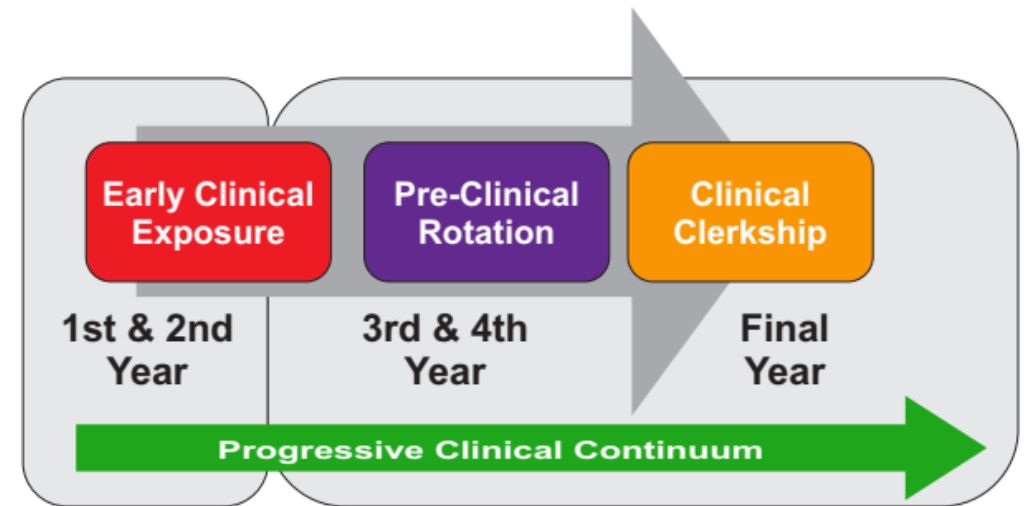 Early Clinical
Exposure
Pre-Clinical
Rotation
Clinical
Clerkship
1st & 2nd
Year
3rd & 4th
Year
Final
Year
Progressive Clinical Continuum